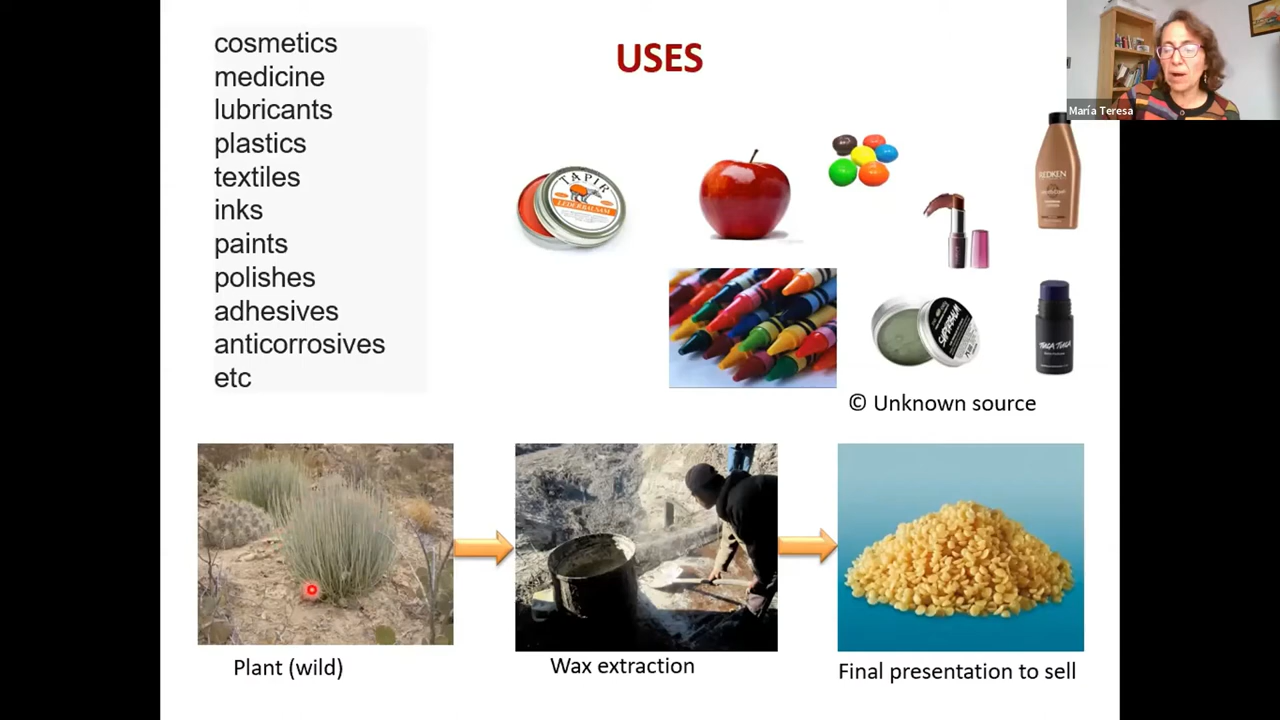 cosmetics
medicine
lubricants
plastics
textiles
inks
paints
polishes
adhesives
anticorrosives
etc
USES
María Teresa
TAPIR
LEDERBALSAM
REDKEN
© Unknown source
Plant (wild)
Wax extraction
Final presentation to sell